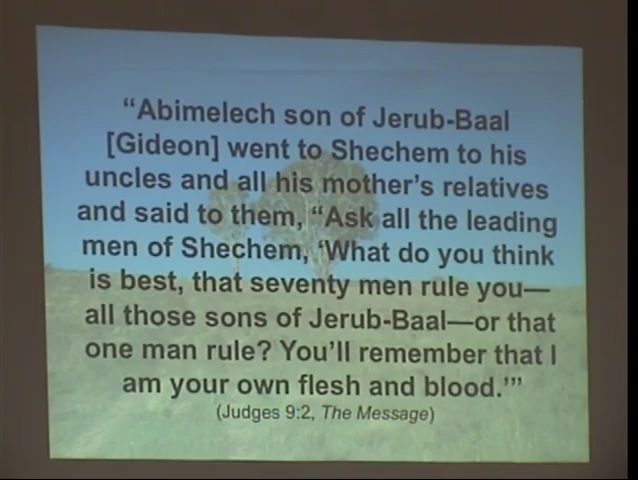 “Abimelech son of Jerub-Baal
[Gideon] went to Shechem to his
uncles and all his mother’s relatives
and said to them, “Ask all the leading
men of Shechem, ‘What do you think
is best, that seventy men rule you—
all those sons of Jerub-Baal—or that
one man rule? You’ll remember that I
am your own flesh and blood.’”
(Judges 9:2, The Message)